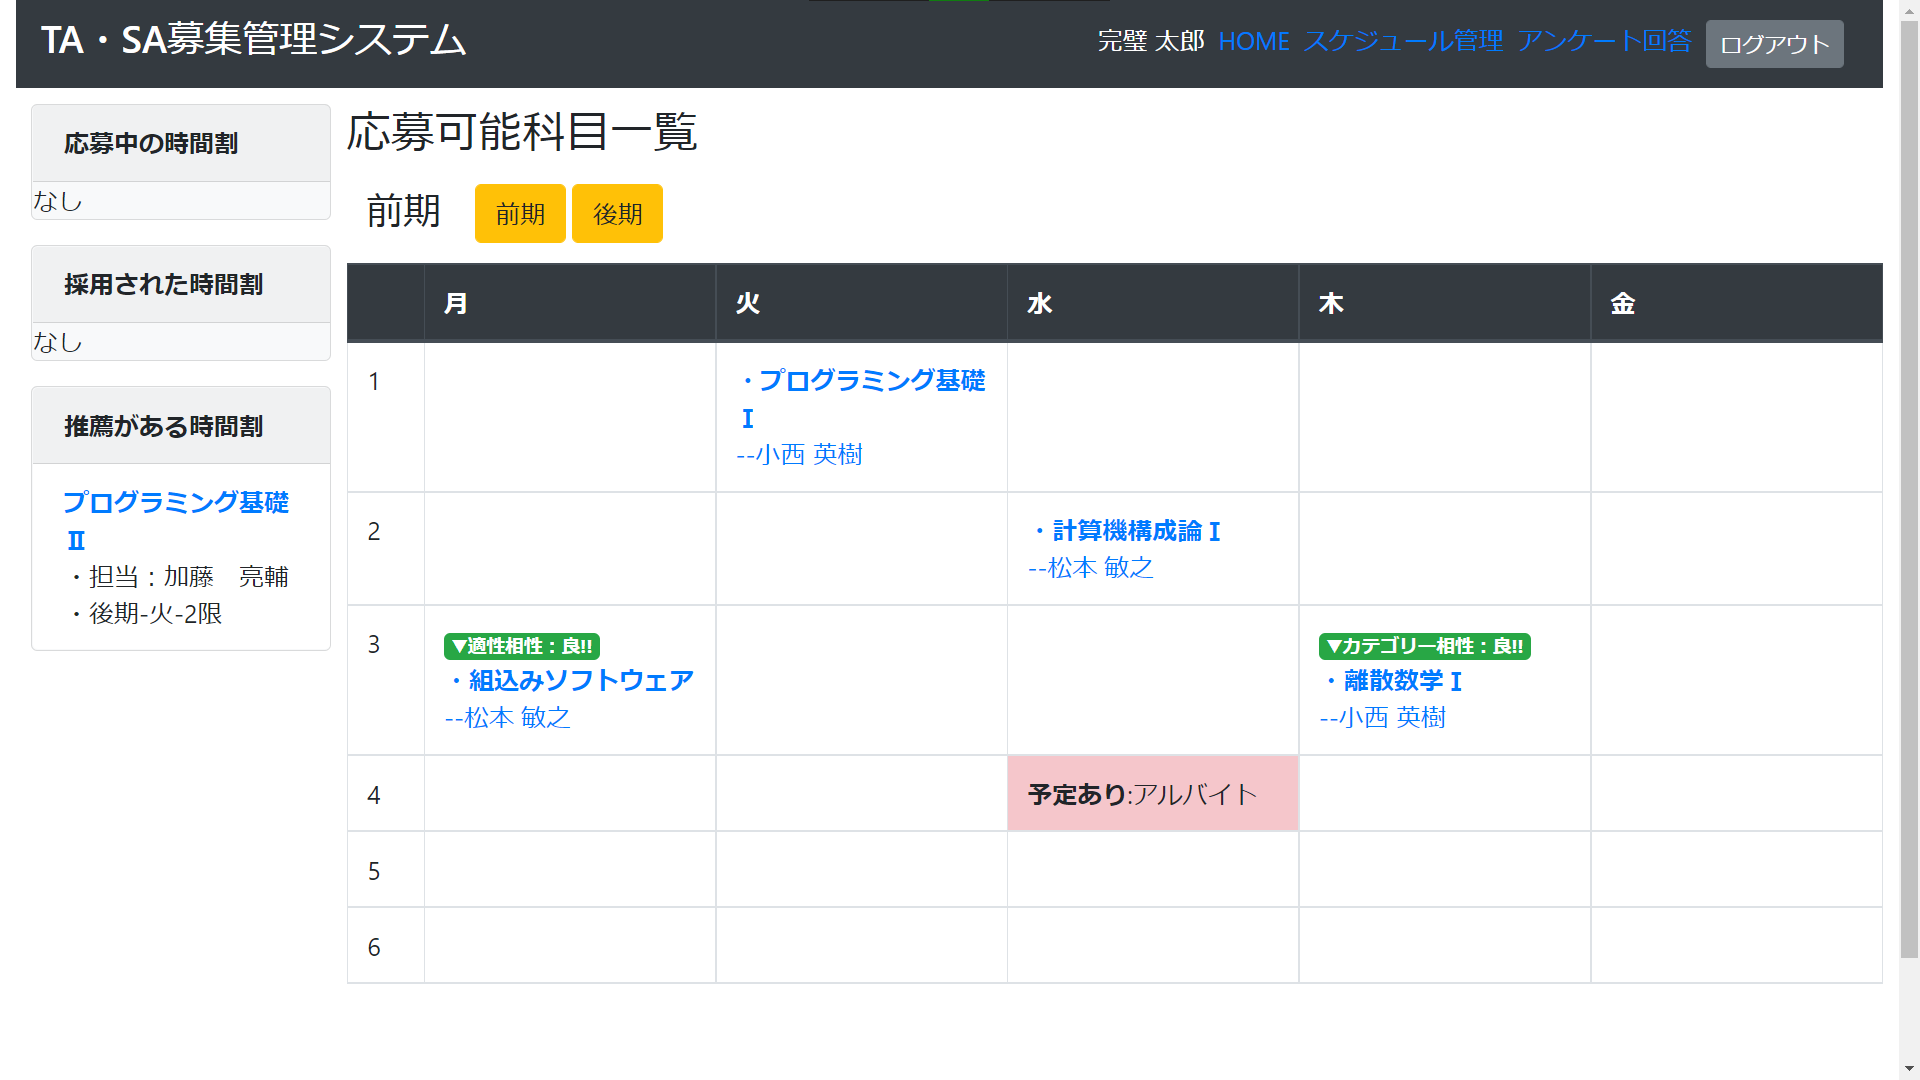 TA・SA募集管理システム
完璧 太郎 HOME スケジュール管理 アンケート回答 ログアウト
応募中の時間割
なし
採用された時間割
なし
推薦がある時間割
プログラミング基礎
Ⅱ
・担当：加藤　亮輔
・後期-火-2限
応募可能科目一覧
前期 前期 後期
月 火 水 木 金
1
・プログラミング基礎
Ⅰ
--小西 英樹
2
・計算機構成論Ⅰ
--松本 敏之
3
▼適性相性：良!!
・組込みソフトウェア
--松本 敏之
▼カテゴリー相性：良!!
・離散数学Ⅰ
--小西 英樹
4
予定あり:アルバイト
5
6